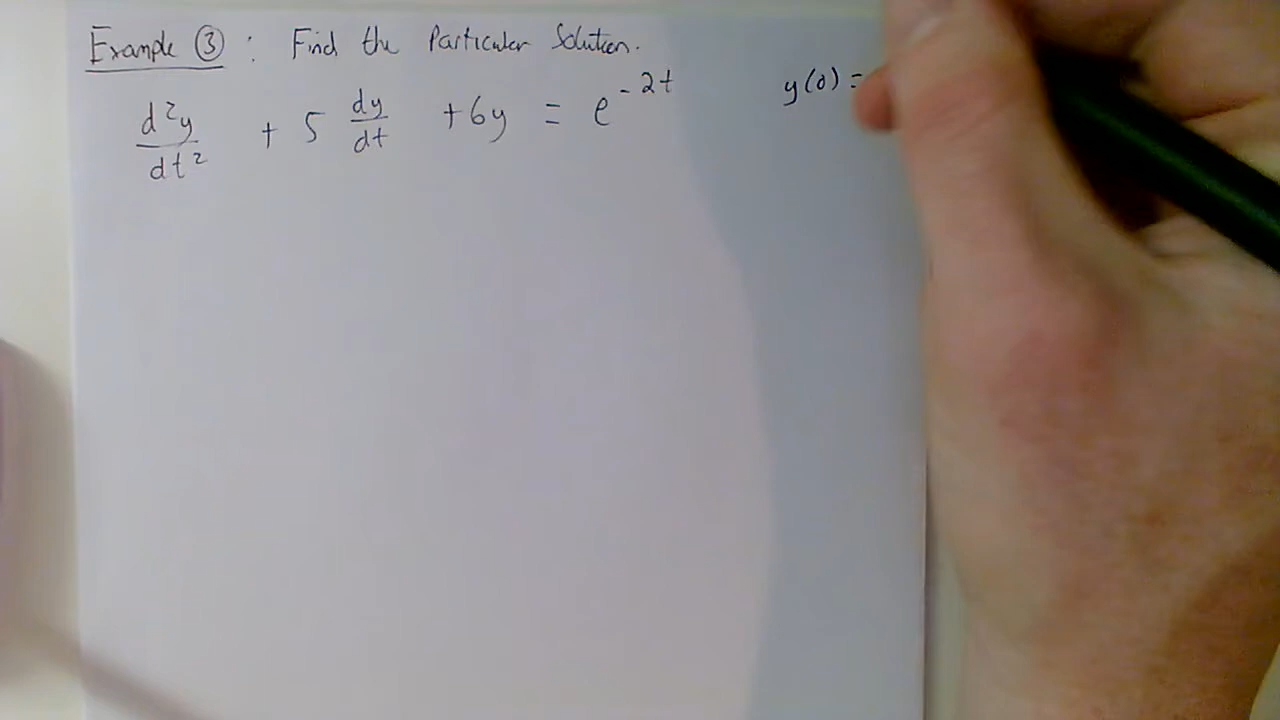 Example ③ : Find the Particular Solution.
d²y/dt² + 5 dy/dt + 6y = e^-2t y(0) =